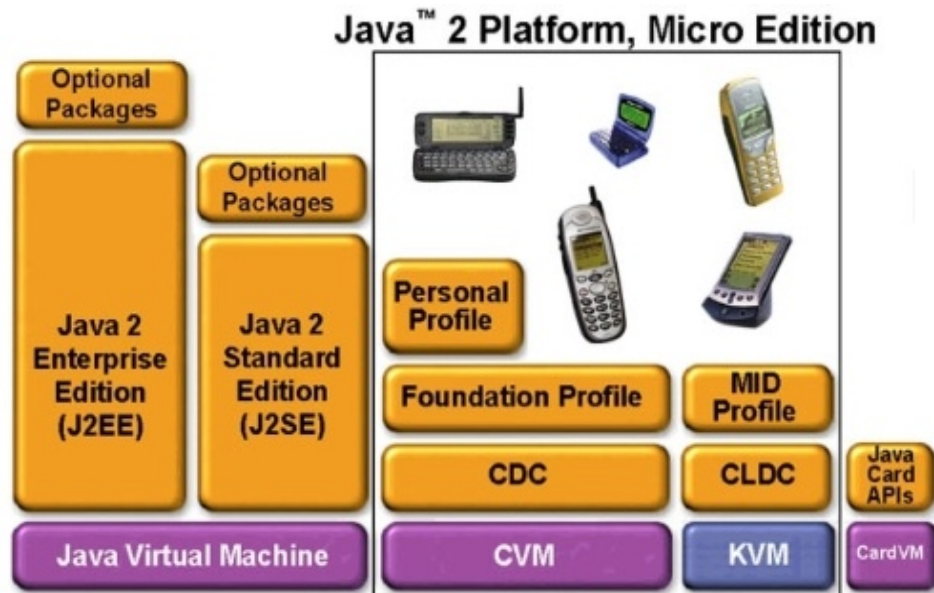 Java™ 2 Platform, Micro Edition
Optional
Packages
Java 2
Enterprise
Edition
(J2EE)
Optional
Packages
Java 2
Standard
Edition
(J2SE)
Java Virtual Machine
Personal
Profile
Foundation Profile
CDC
CVM
MID
Profile
CLDC
KVM
Java
Card
APIs
CardVM